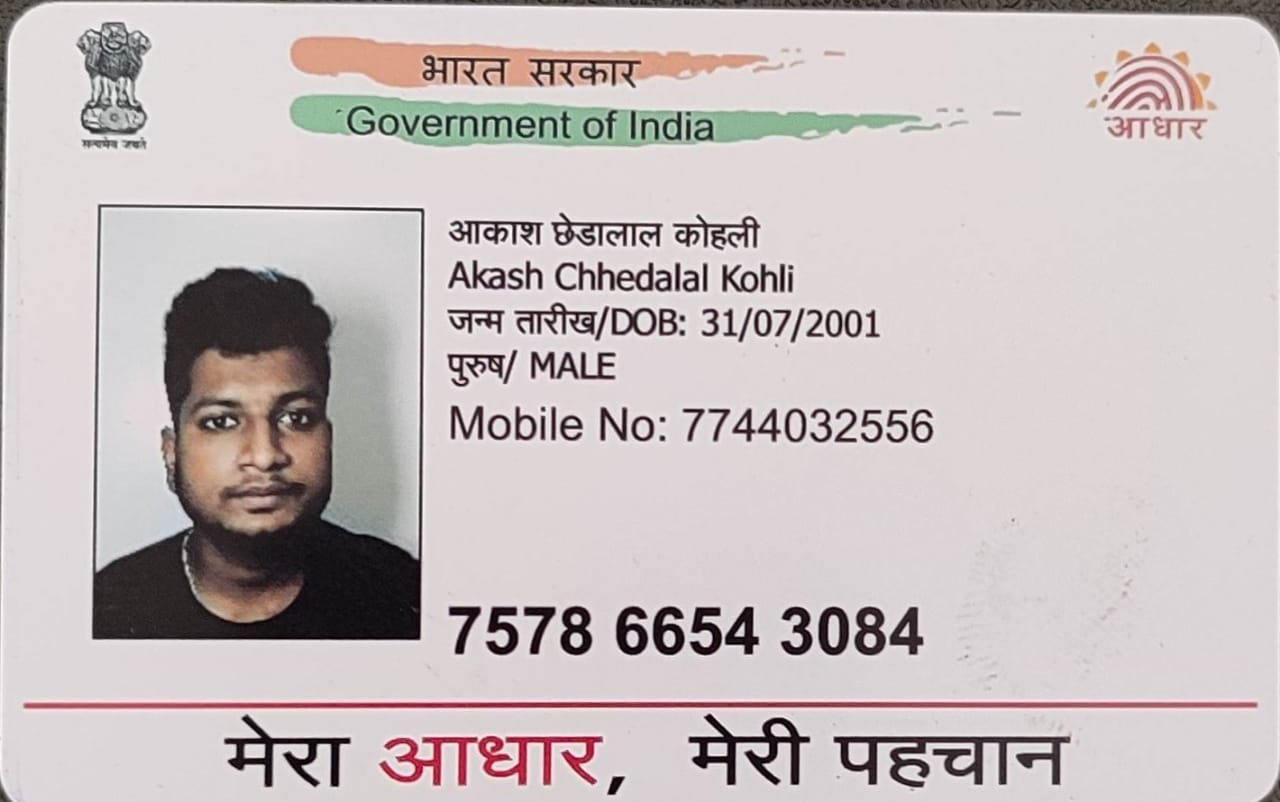 भारत सरकार
Government of India
सत्यमेव जयते
आधार
आकाश छेडालाल कोहली
Akash Chhedalal Kohli
जन्म तारीख/DOB: 31/07/2001
पुरुष/ MALE
Mobile No: 7744032556
7578 6654 3084
मेरा आधार, मेरी पहचान